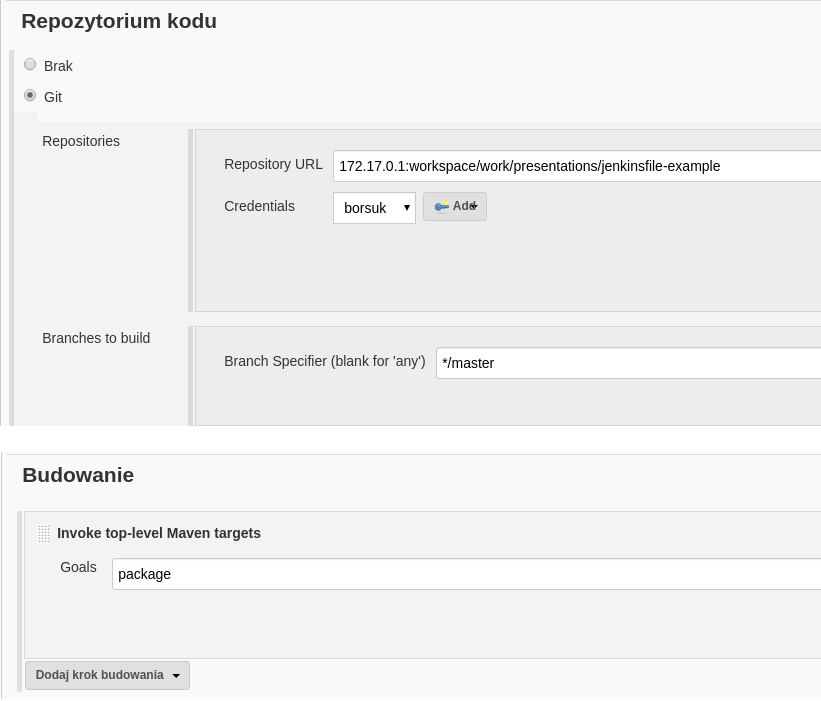 Repozytorium kodu
Brak
Git
Repositories
Repository URL 172.17.0.1:workspace/work/presentations/jenkinsfile-example
Credentials borsuk Add
Branches to build
Branch Specifier (blank for 'any') */master
Budowanie
Invoke top-level Maven targets
Goals package
Dodaj krok budowania